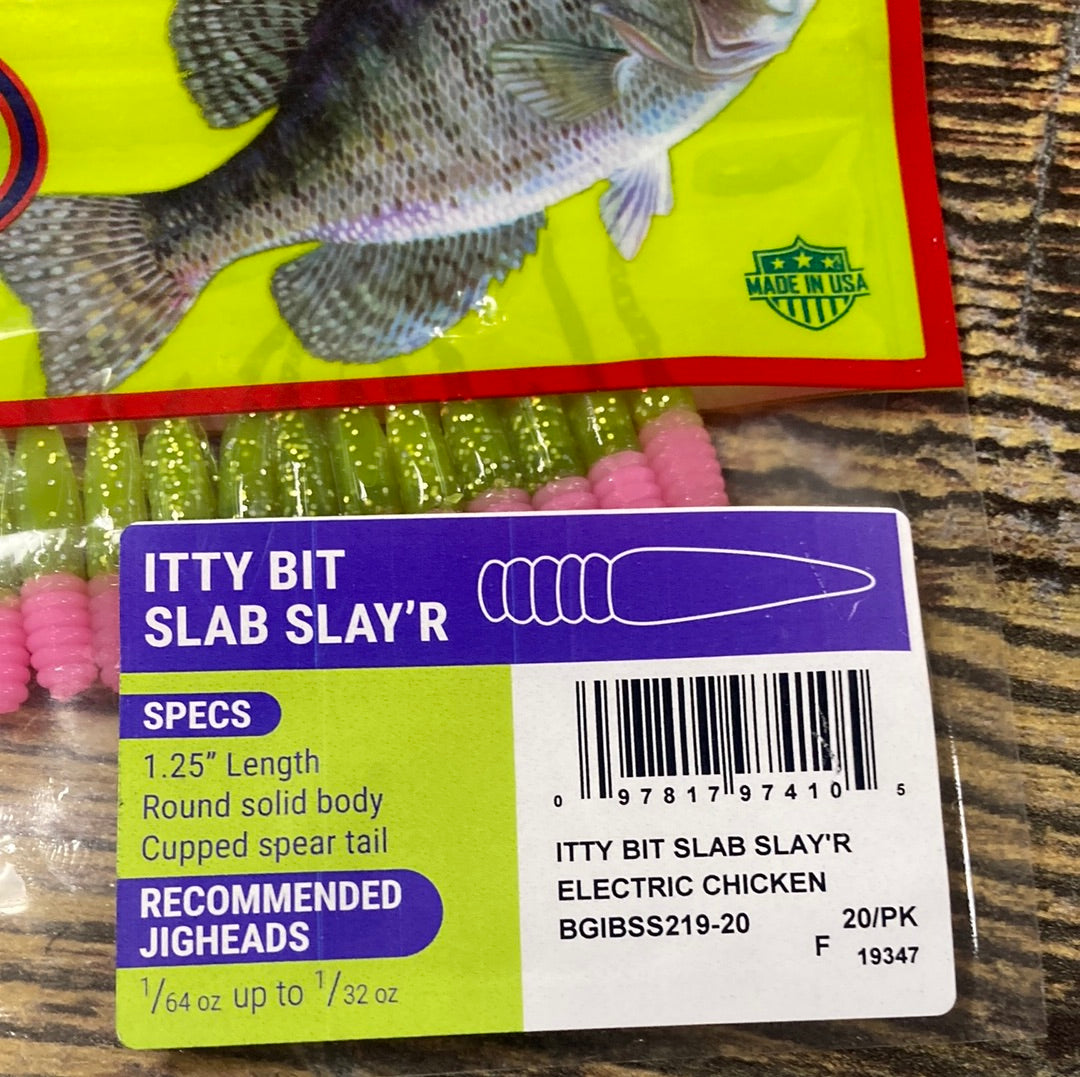 MADE IN USA
ITTY BIT
SLAB SLAY'R
SPECS
1.25" Length
Round solid body
Cupped spear tail
RECOMMENDED
JIGHEADS
1/64 oz up to 1/32 oz
0 97817 97410 5
ITTY BIT SLAB SLAY'R
ELECTRIC CHICKEN
BGIBSS219-20 20/PK
F 19347